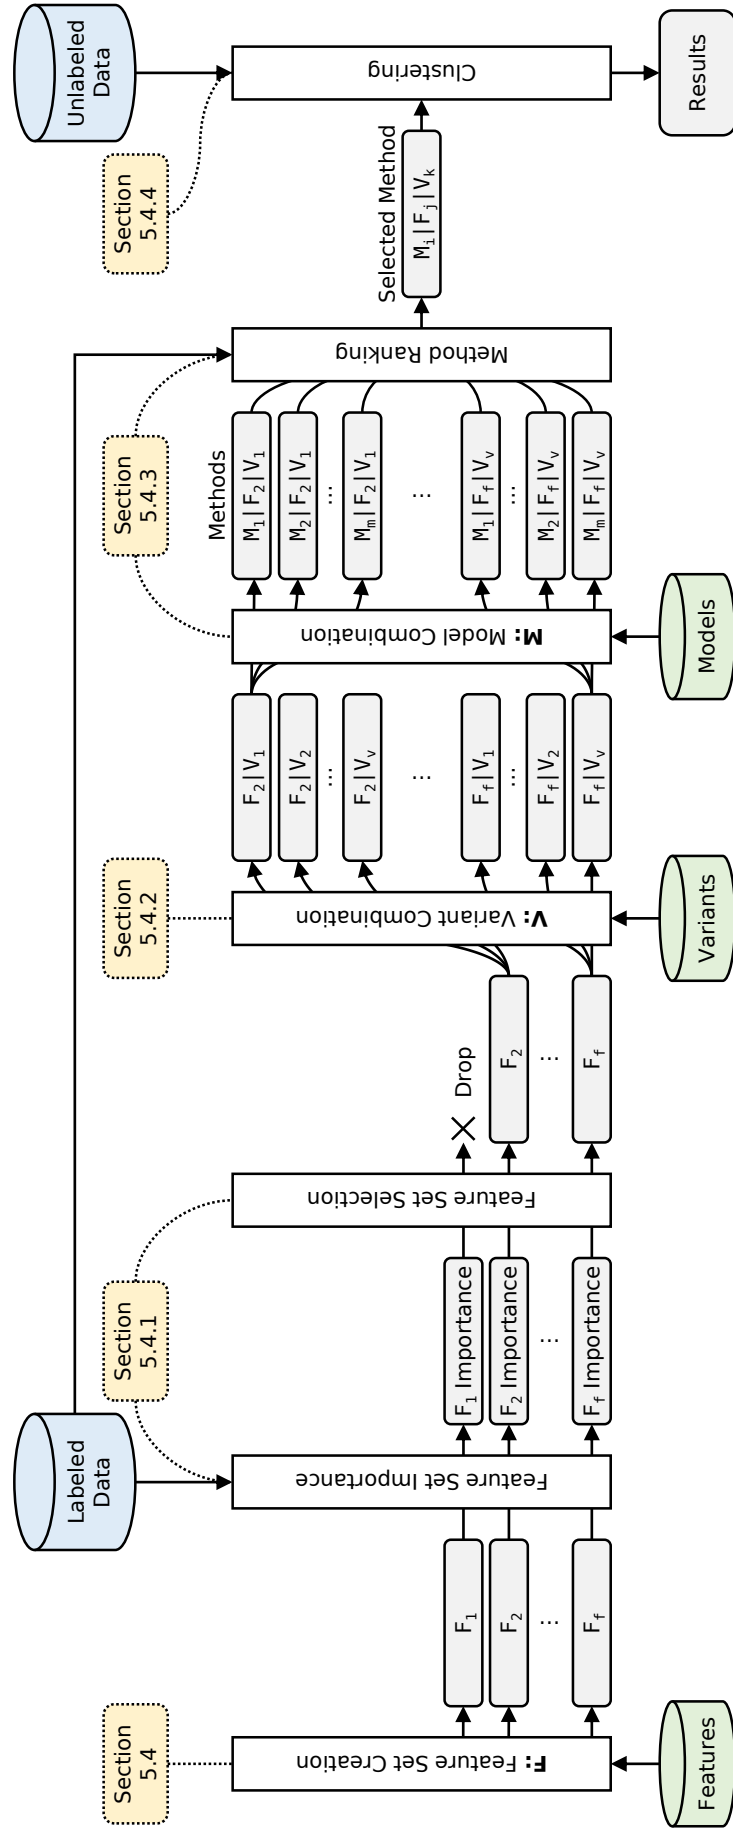 Section
5.4
F: Feature Set Creation
Features
F1
F2
...
Ff
Labeled
Data
Section
5.4.1
Feature Set Importance
F1 Importance
F2 Importance
...
Ff Importance
Feature Set Selection
Drop
F2
...
Ff
Section
5.4.2
V: Variant Combination
Variants
F2|V1
F2|V2
...
F2|Vv
...
Ff|V1
...
Ff|V2
Ff|Vv
Section
5.4.3
M: Model Combination
Models
Methods
M1|F2|V1
M2|F2|V1
...
Mm|F2|V1
...
M1|Ff|Vv
...
M2|Ff|Vv
Mm|Ff|Vv
Method Ranking
Selected Method
Mi|Fj|Vk
Section
5.4.4
Unlabeled
Data
Clustering
Results